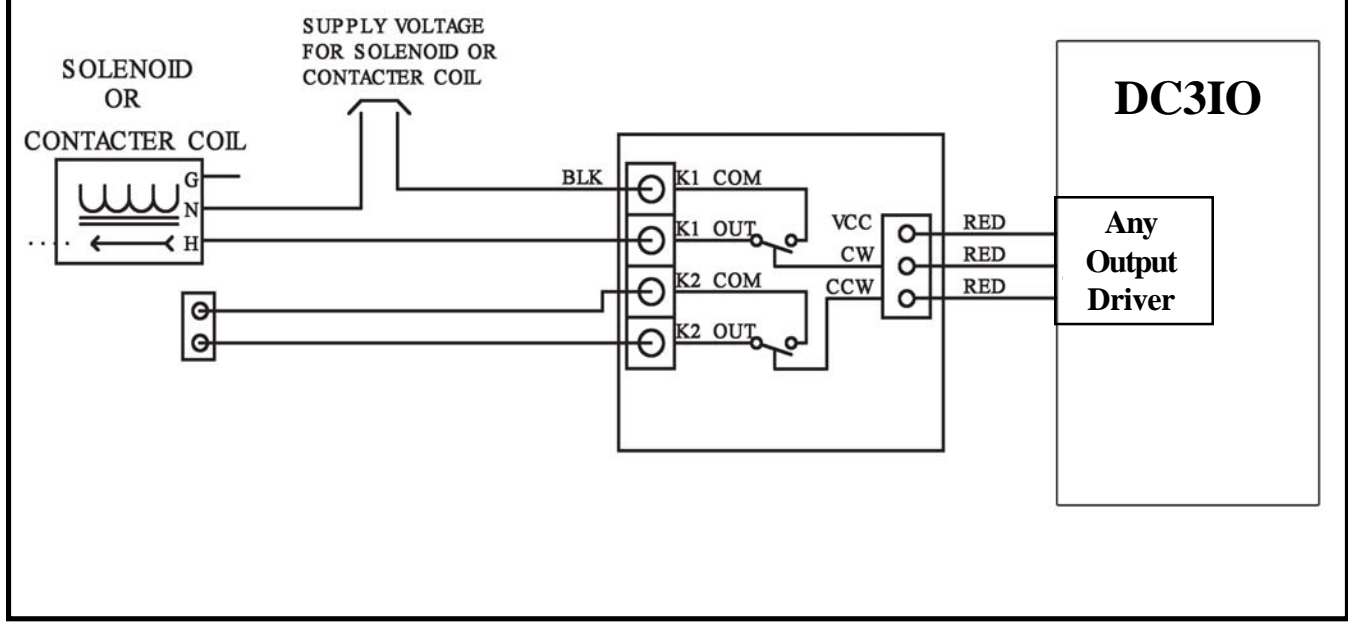 SUPPLY VOLTAGE
FOR SOLENOID OR
CONTACTER COIL
SOLENOID
OR
CONTACTER COIL
G
N
H
BLK
K1 COM
K1 OUT
K2 COM
K2 OUT
VCC
CW
CCW
RED
RED
RED
DC3IO
Any
Output
Driver